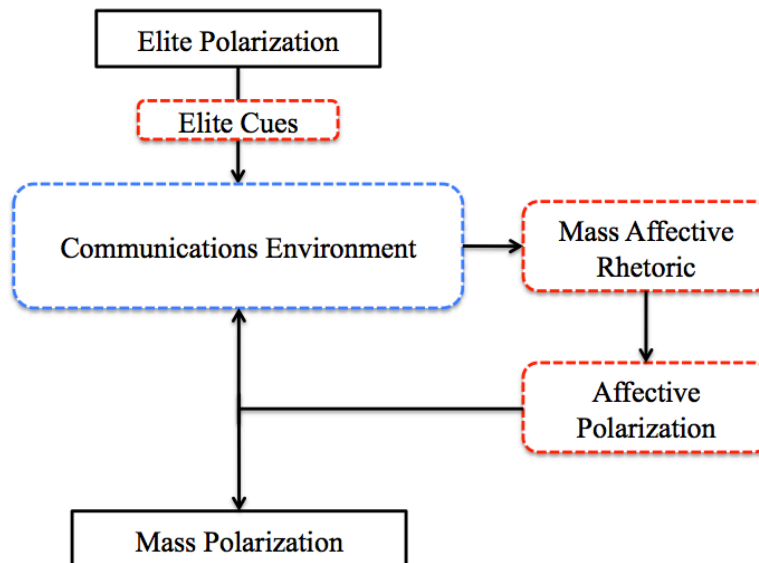 Elite Polarization
Elite Cues
Communications Environment
Mass Affective
Rhetoric
Affective
Polarization
Mass Polarization